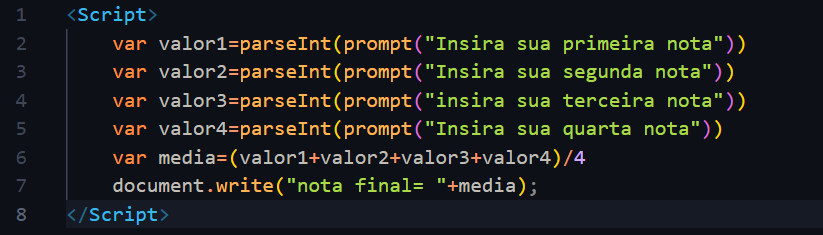 1 <Script>
2 var valor1=parseInt(prompt("Insira sua primeira nota"))
3 var valor2=parseInt(prompt("Insira sua segunda nota"))
4 var valor3=parseInt(prompt("insira sua terceira nota"))
5 var valor4=parseInt(prompt("Insira sua quarta nota"))
6 var media=(valor1+valor2+valor3+valor4)/4
7 document.write("nota final= "+media);
8 </Script>